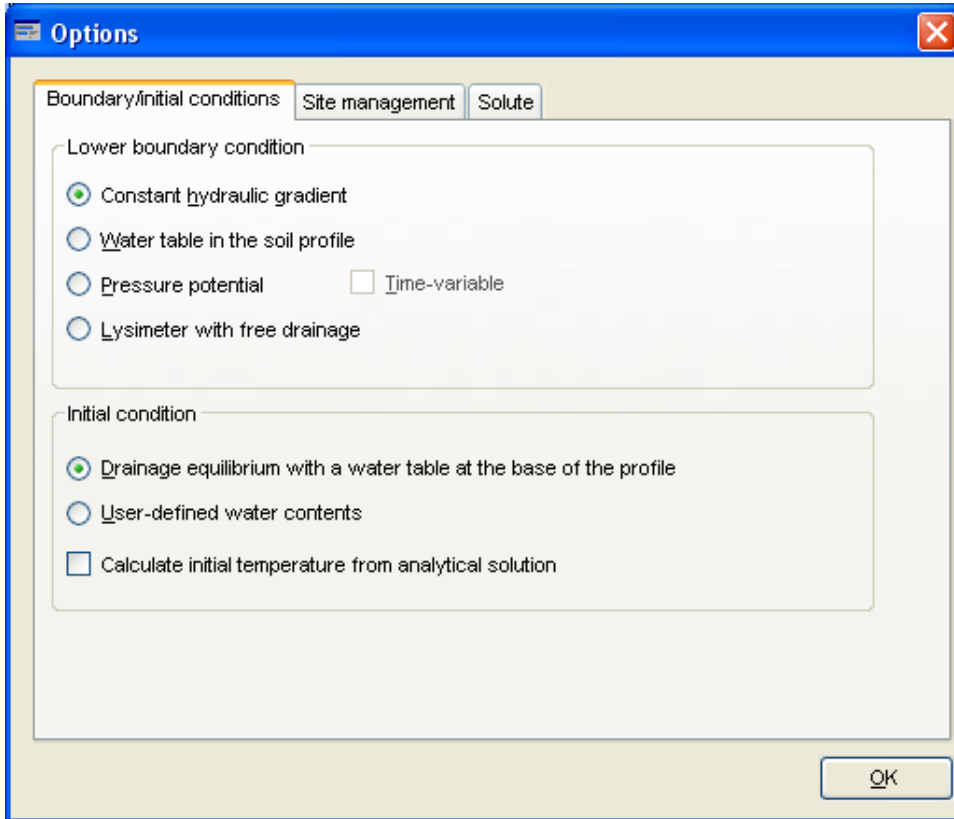 Options
Boundary/initial conditions Site management Solute
Lower boundary condition
Constant hydraulic gradient
Water table in the soil profile
Pressure potential Time-variable
Lysimeter with free drainage
Initial condition
Drainage equilibrium with a water table at the base of the profile
User-defined water contents
Calculate initial temperature from analytical solution
OK